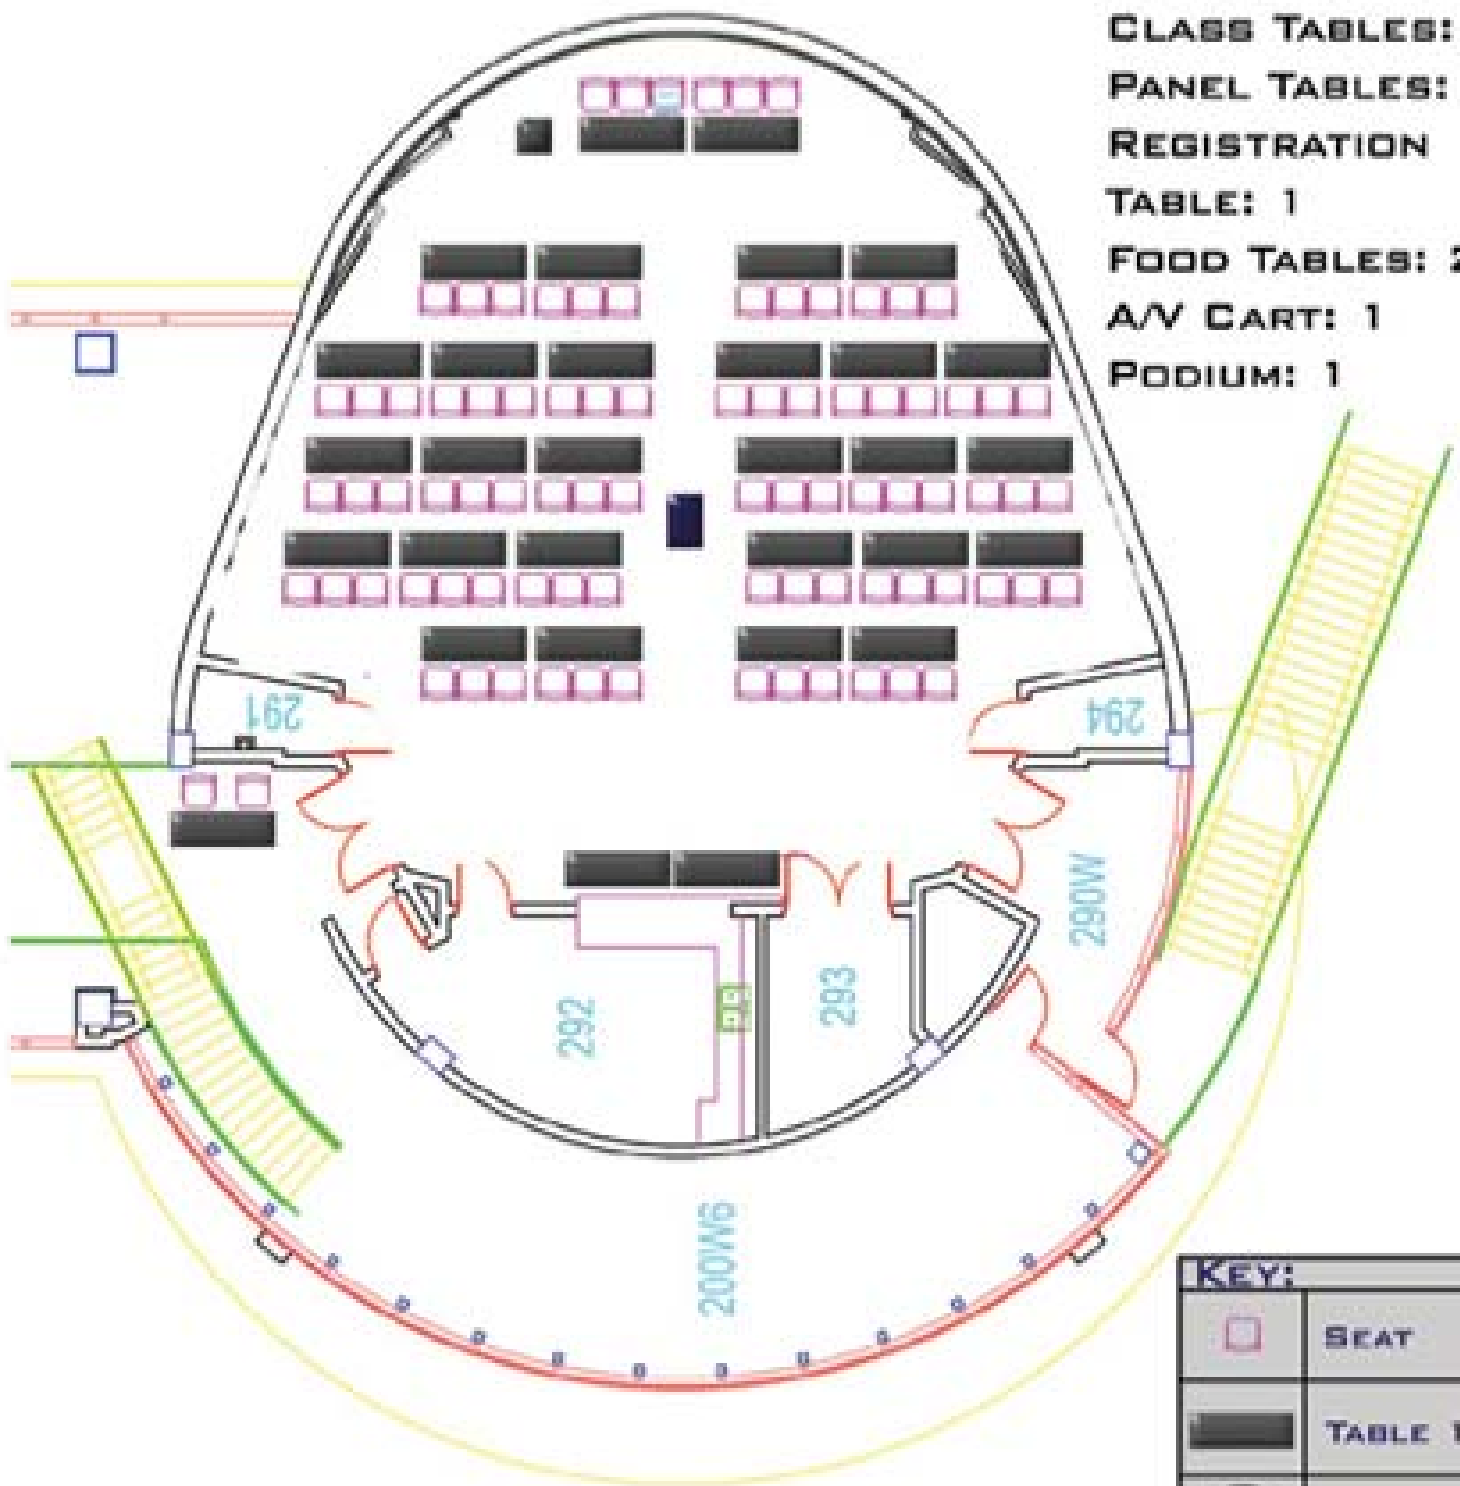 CLASS TABLES:
PANEL TABLES:
REGISTRATION
TABLE: 1
FOOD TABLES: 2
A/V CART: 1
PODIUM: 1
291
294
290W
292
293
200W6
KEY:
SEAT
TABLE